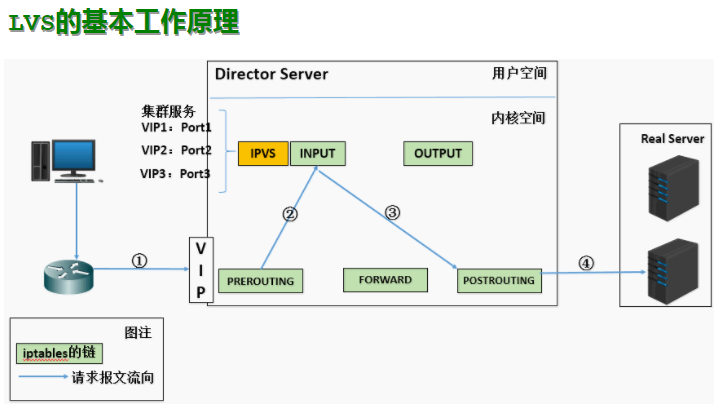 LVS的基本工作原理
Director Server
用户空间
集群服务
VIP1：Port1
VIP2：Port2
VIP3：Port3
内核空间
IPVS
INPUT
OUTPUT
Real Server
②
③
①
④
V
I
P
PREROUTING
FORWARD
POSTROUTING
图注
iptables的链
请求报文流向